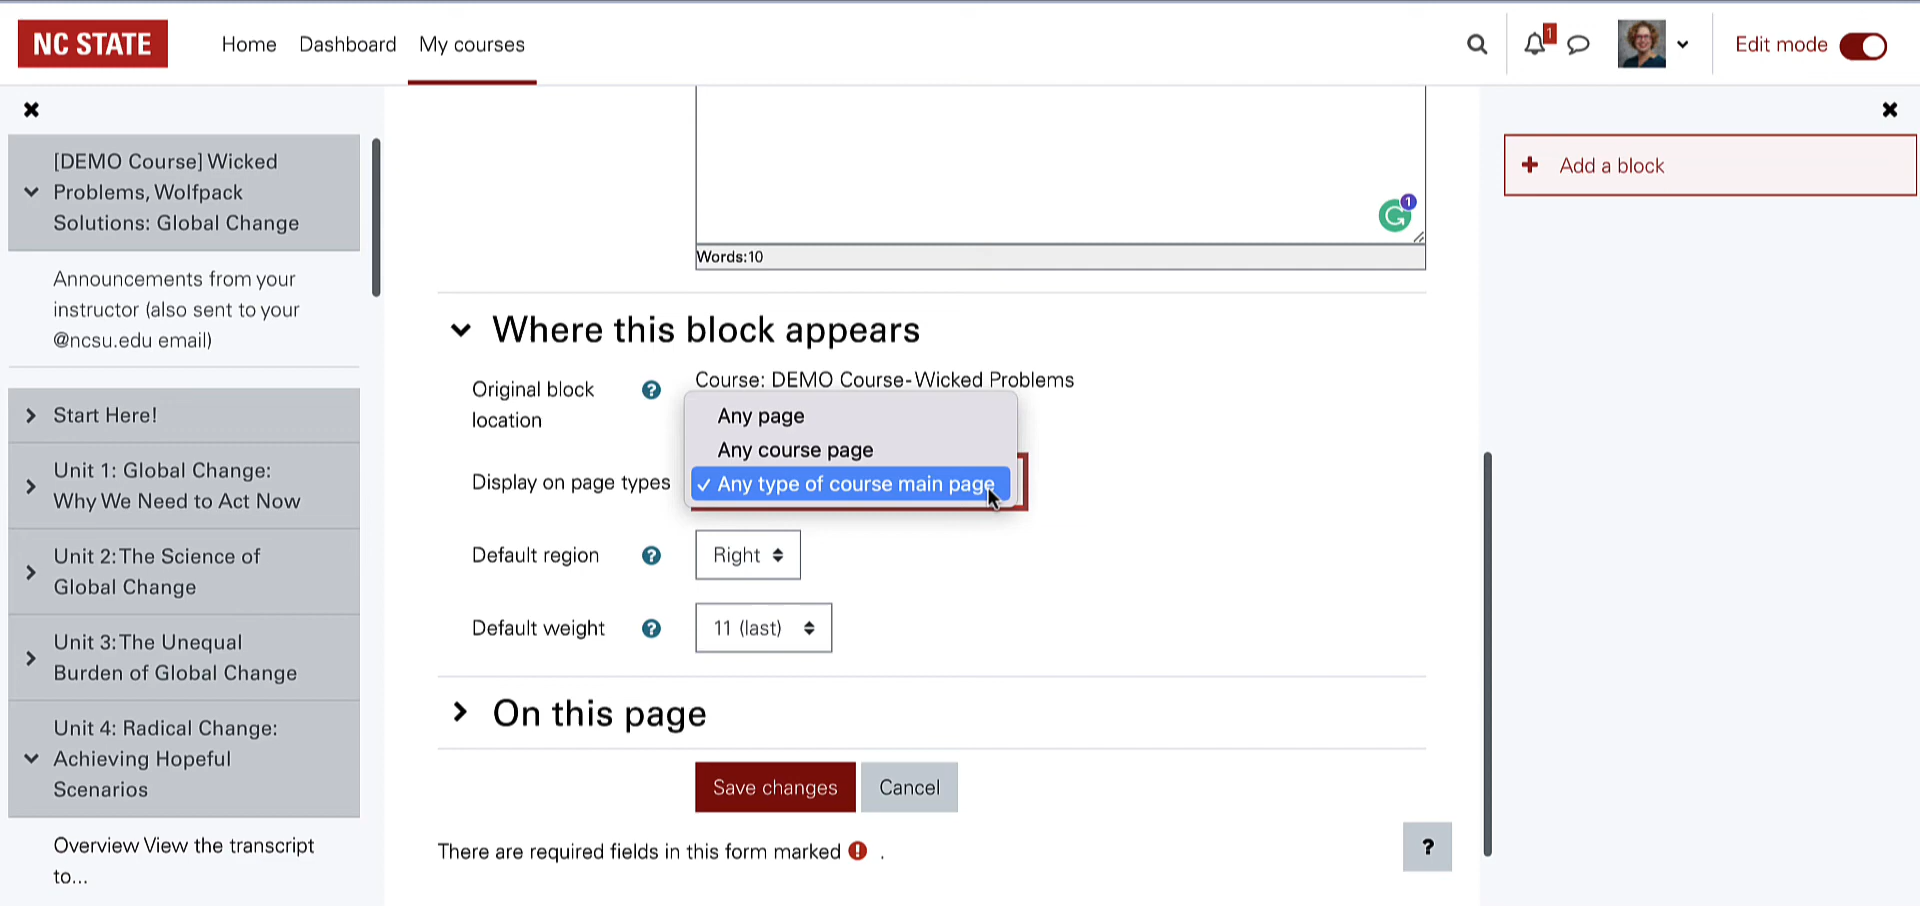 NC STATE
Home
Dashboard
My courses
1
Edit mode
[DEMO Course] Wicked
Problems, Wolfpack
Solutions: Global Change
Announcements from your
instructor (also sent to your
@ncsu.edu email)
Start Here!
Unit 1: Global Change:
Why We Need to Act Now
Unit 2: The Science of
Global Change
Unit 3: The Unequal
Burden of Global Change
Unit 4: Radical Change:
Achieving Hopeful
Scenarios
Overview View the transcript
to...
1
Words:10
Where this block appears
Original block
location
?
Course: DEMO Course-Wicked Problems
Any page
Any course page
Display on page types
✓ Any type of course main page
Default region
?
Right
Default weight
?
11 (last)
On this page
Save changes
Cancel
There are required fields in this form marked ! .
?
+ Add a block